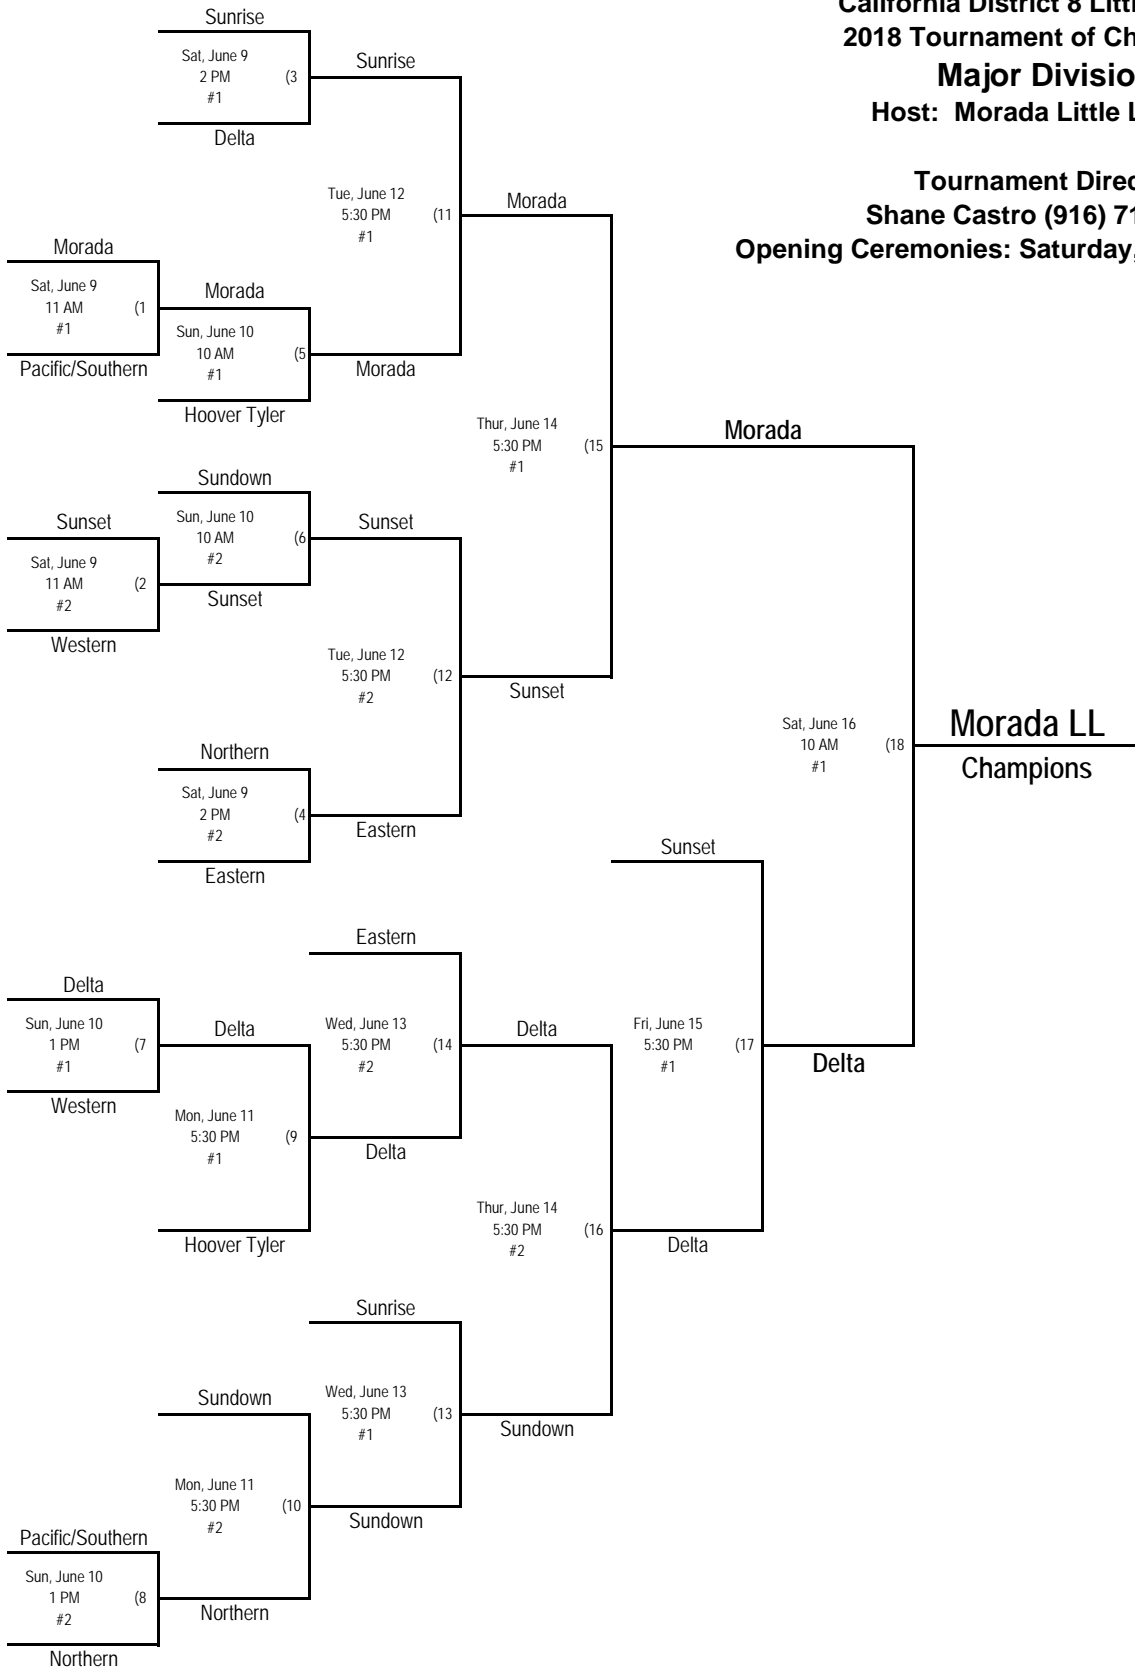 California District 8 Littl
2018 Tournament of Ch
Major Divisio
Host: Morada Little L
Tournament Direc
Shane Castro (916) 71
Opening Ceremonies: Saturday,
Sunrise
Sat, June 9
2 PM (3
#1
Delta
Sunrise
Tue, June 12
5:30 PM (11
#1
Morada
Morada
Sat, June 9
11 AM (1
#1
Pacific/Southern
Morada
Sun, June 10
10 AM (5
#1
Hoover Tyler
Morada
Thur, June 14
5:30 PM (15
#1
Morada
Sundown
Sunset
Sun, June 10
10 AM (6
#2
Sunset
Sat, June 9
11 AM (2
#2
Sunset
Western
Tue, June 12
5:30 PM (12
#2
Sunset
Northern
Sat, June 9
2 PM (4
#2
Eastern
Eastern
Sat, June 16
10 AM (18
#1
Morada LL
Champions
Sunset
Eastern
Delta
Sun, June 10
1 PM (7
#1
Western
Delta
Wed, June 13
5:30 PM (14
#2
Delta
Fri, June 15
5:30 PM (17
#1
Delta
Mon, June 11
5:30 PM (9
#1
Delta
Hoover Tyler
Thur, June 14
5:30 PM (16
#2
Delta
Sunrise
Sundown
Wed, June 13
5:30 PM (13
#1
Sundown
Mon, June 11
5:30 PM (10
#2
Sundown
Pacific/Southern
Sun, June 10
1 PM (8
#2
Northern
Northern